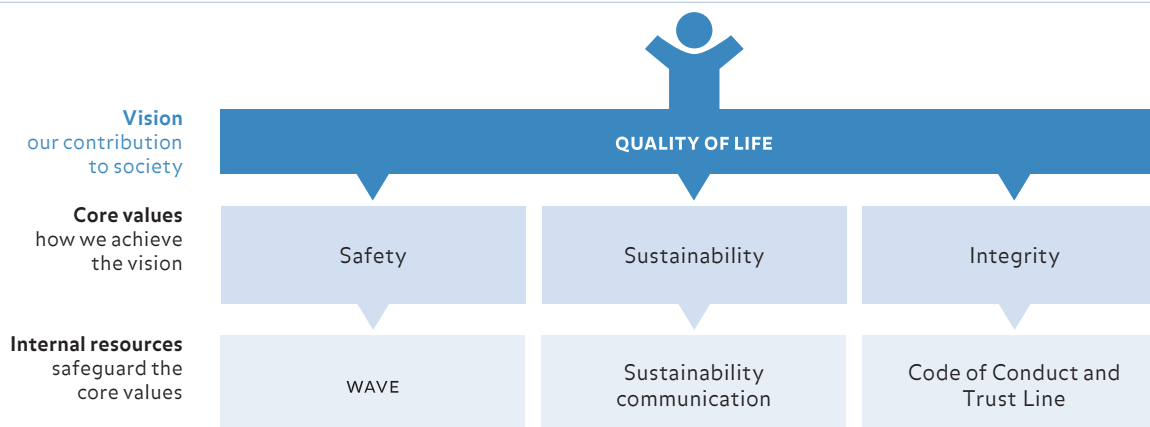 Vision
our contribution
to society
QUALITY OF LIFE
Core values
how we achieve
the vision
Safety
Sustainability
Integrity
Internal resources
safeguard the
core values
WAVE
Sustainability
communication
Code of Conduct and
Trust Line